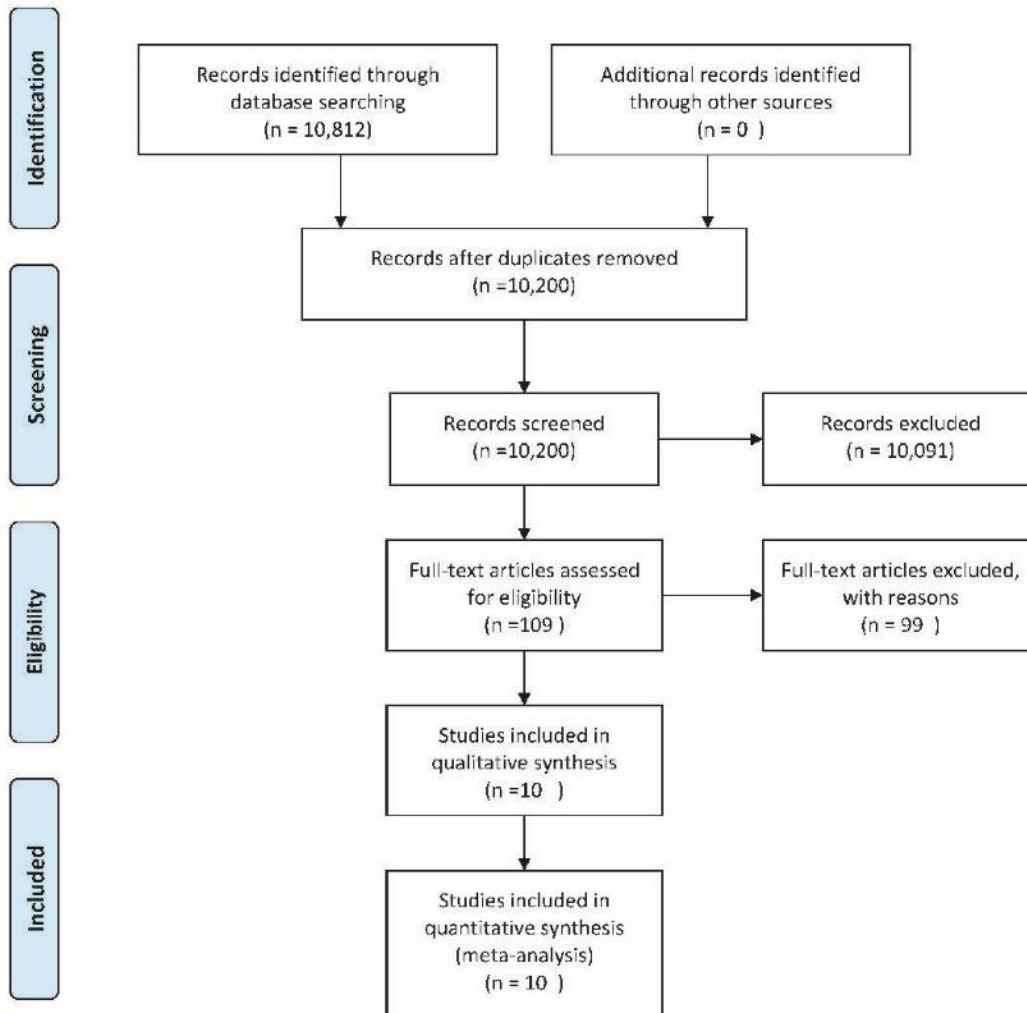 Identification
Records identified through
database searching
(n = 10,812)
Additional records identified
through other sources
(n = 0 )
Records after duplicates removed
(n =10,200)
Screening
Records screened
(n =10,200)
Records excluded
(n = 10,091)
Eligibility
Full-text articles assessed
for eligibility
(n =109 )
Full-text articles excluded,
with reasons
(n = 99 )
Studies included in
qualitative synthesis
(n =10 )
Included
Studies included in
quantitative synthesis
(meta-analysis)
(n = 10 )